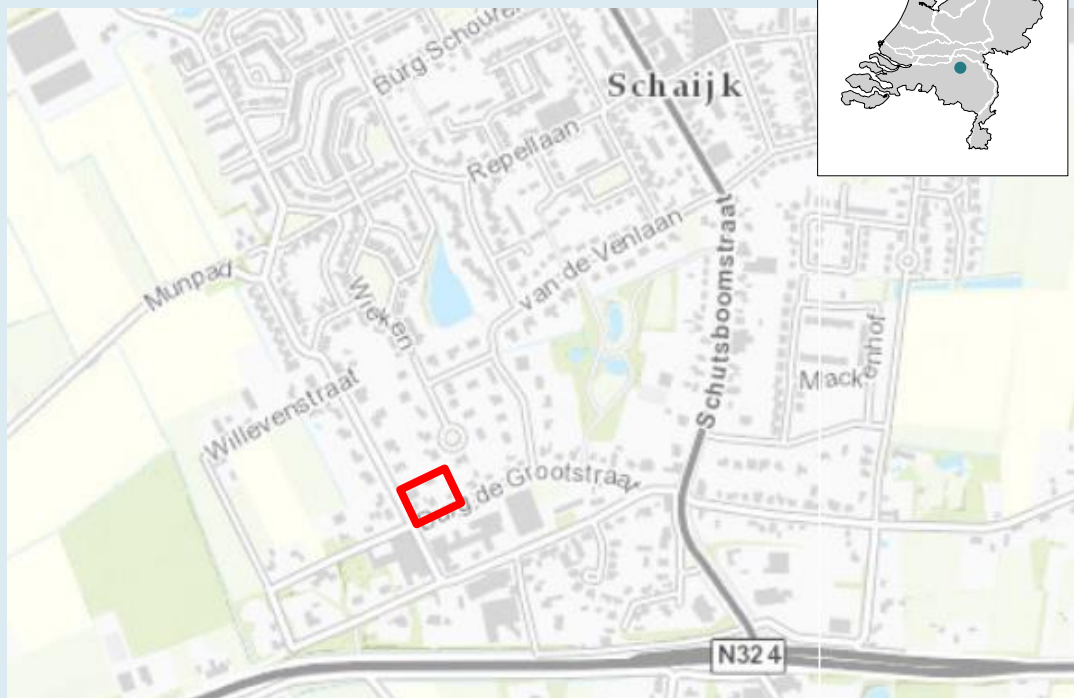 Burg Schouten
Schaijk
Repellaan
van de Venlaan
Munpad
Wieken
Schutsboomstraat
Mackenhof
Willevenstraat
Burg. de Grootstraat
N324